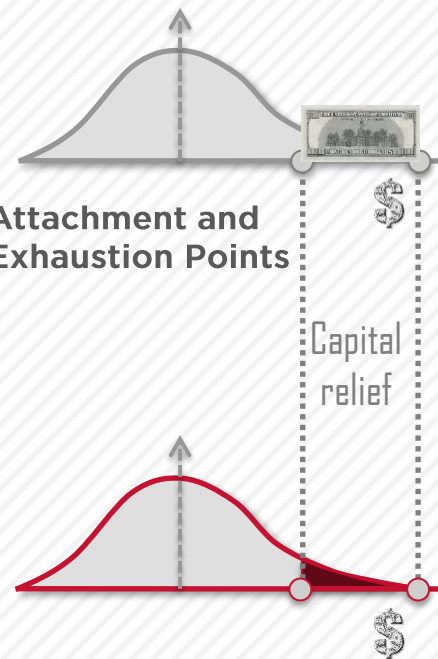 Attachment and
Exhaustion Points
$
Capital
relief
$